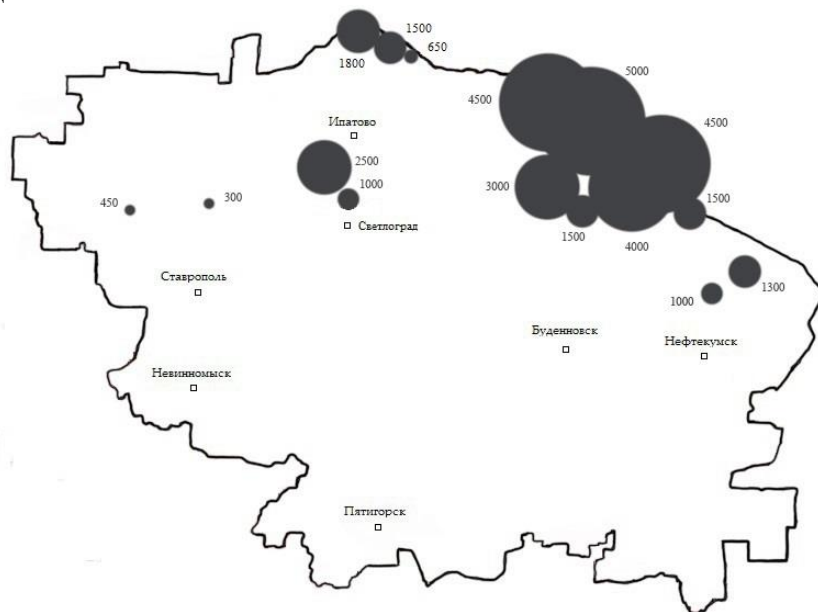 1500
650
1800
5000
4500
4500
Ипатово
2500
1000
3000
1500
450
300
1500
4000
Светлоград
Ставрополь
1300
1000
Буденновск
Нефтекумск
Невинномыск
Пятигорск